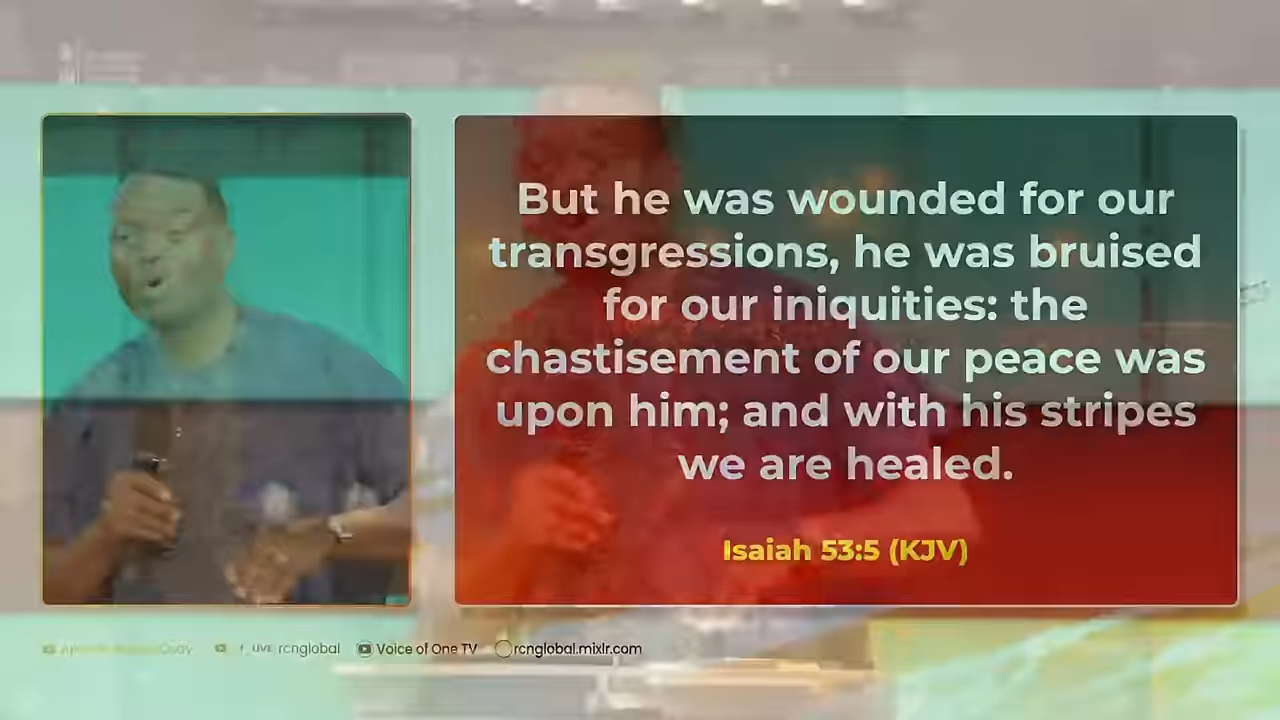 But he was wounded for our
transgressions, he was bruised
for our iniquities: the
chastisement of our peace was
upon him; and with his stripes
we are healed.
Isaiah 53:5 (KJV)
LIVE rcnglobal Voice of One TV rcnglobal.mixlr.com